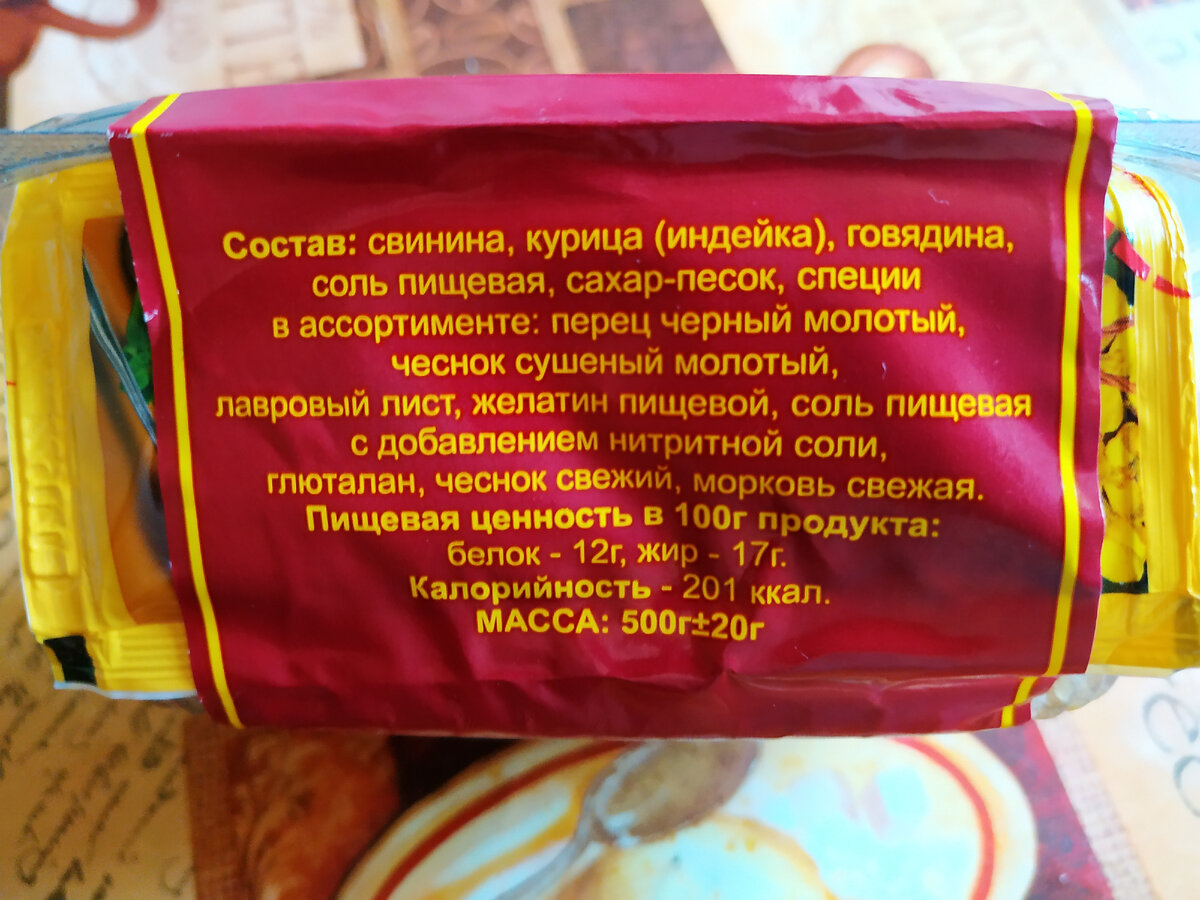 Состав: свинина, курица (индейка), говядина,
соль пищевая, сахар-песок, специи
в ассортименте: перец черный молотый,
чеснок сушеный молотый,
лавровый лист, желатин пищевой, соль пищевая
с добавлением нитритной соли,
глюталан, чеснок свежий, морковь свежая.
Пищевая ценность в 100г продукта:
белок - 12г, жир - 17г.
Калорийность - 201 ккал.
МАССА: 500г±20г